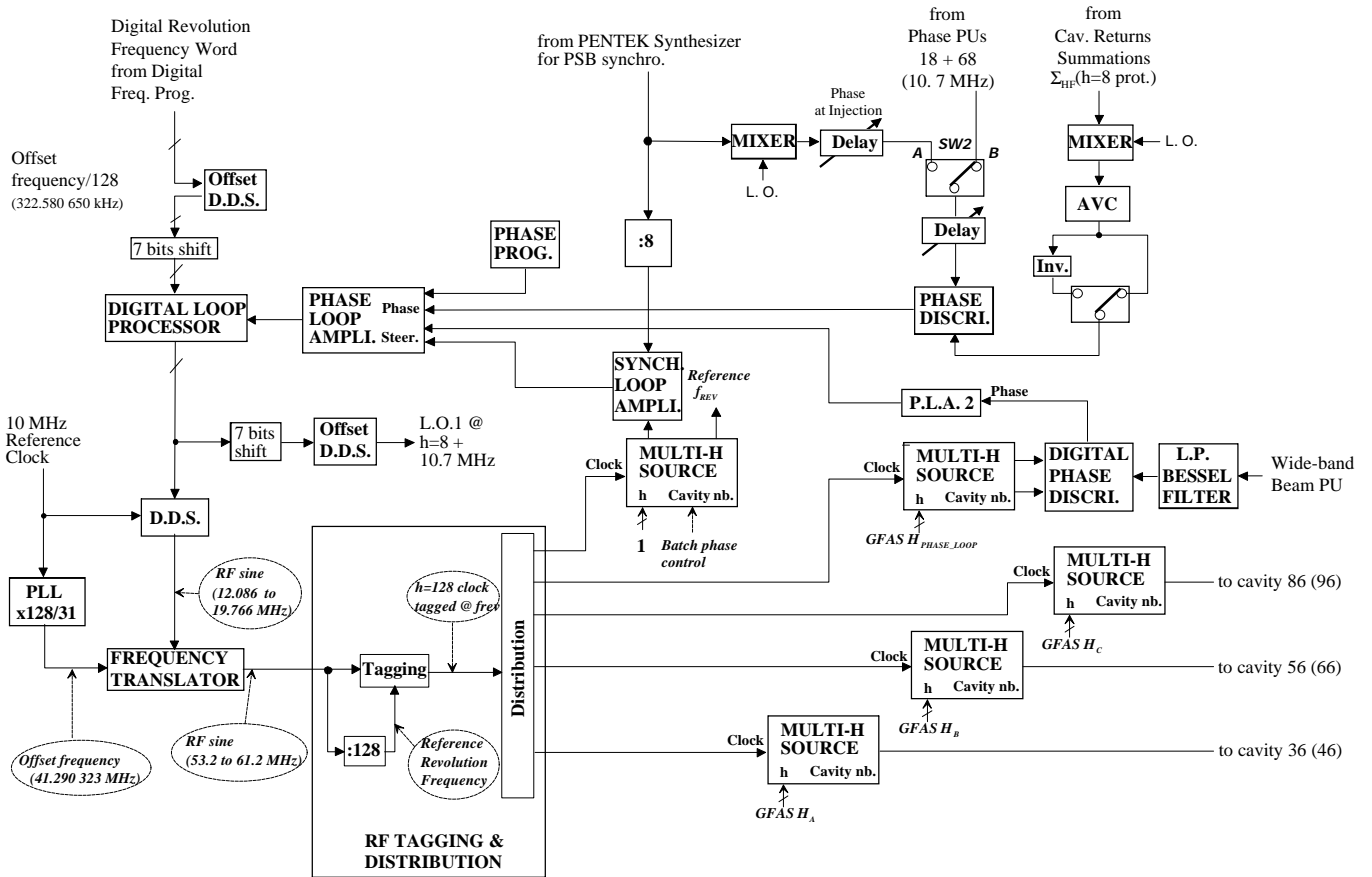 Digital Revolution
Frequency Word
from Digital
Freq. Prog.
from PENTEK Synthesizer
for PSB synchro.
from
Phase PUs
18 + 68
(10. 7 MHz)
from
Cav. Returns
Summations
Σ_HF(h=8 prot.)
Phase
at Injection
MIXER
Delay
L. O.
A
SW2
B
MIXER
L. O.
Offset
frequency/128
(322.580 650 kHz)
Offset
D.D.S.
7 bits shift
AVC
PHASE
PROG.
:8
Delay
Inv.
DIGITAL LOOP
PROCESSOR
PHASE
LOOP
AMPLI.
Phase
Steer.
PHASE
DISCRI.
SYNCH.
LOOP
AMPLI.
Reference
f_REV
P.L.A. 2
Phase
10 MHz
Reference
Clock
7 bits
shift
Offset
D.D.S.
L.O.1 @
h=8 +
10.7 MHz
Clock
MULTI-H
SOURCE
h Cavity nb.
1
Batch phase
control
Clock
MULTI-H
SOURCE
h Cavity nb.
GFAS H_PHASE_LOOP
DIGITAL
PHASE
DISCRI.
L.P.
BESSEL
FILTER
Wide-band
Beam PU
D.D.S.
PLL
x128/31
RF sine
(12.086 to
19.766 MHz)
h=128 clock
tagged @ frev
Distribution
Clock
MULTI-H
SOURCE
h Cavity nb.
GFAS H_C
to cavity 86 (96)
FREQUENCY
TRANSLATOR
Tagging
Clock
MULTI-H
SOURCE
h Cavity nb.
GFAS H_B
to cavity 56 (66)
Offset frequency
(41.290 323 MHz)
RF sine
(53.2 to 61.2 MHz)
:128
Reference
Revolution
Frequency
Clock
MULTI-H
SOURCE
h Cavity nb.
GFAS H_A
to cavity 36 (46)
RF TAGGING &
DISTRIBUTION